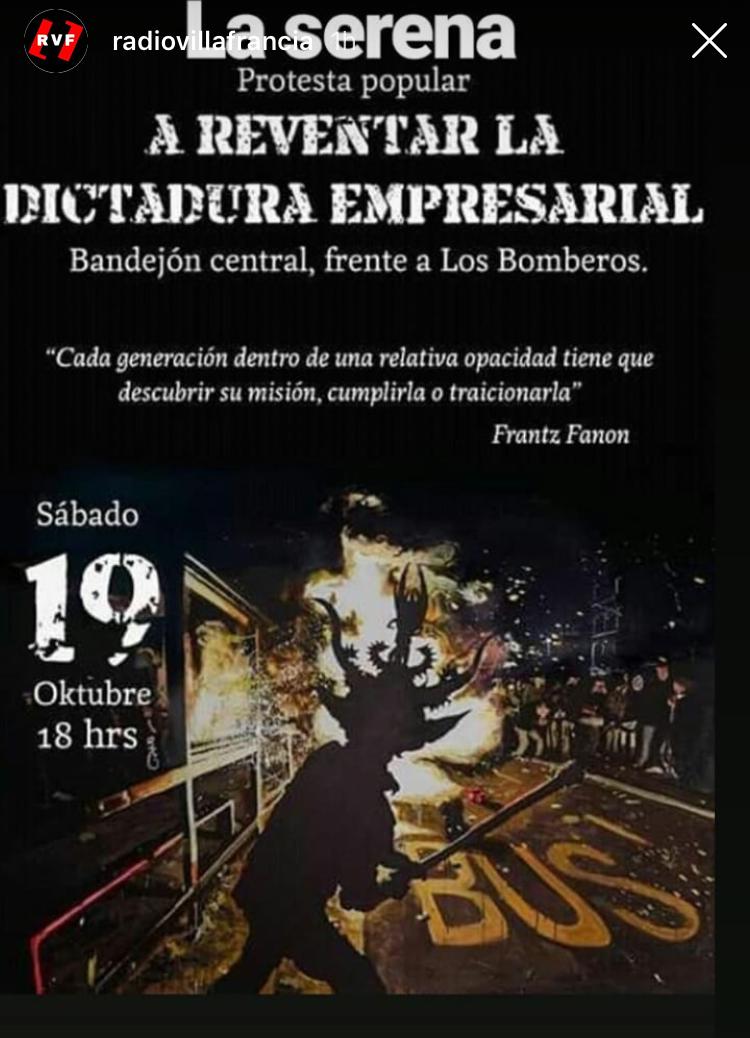 La serena
RVF
radiovillafrancia 1h
Protesta popular
A REVENTAR LA
DICTADURA EMPRESARIAL
Bandejón central, frente a Los Bomberos.
“Cada generación dentro de una relativa opacidad tiene que
descubrir su misión, cumplirla o traicionarla”
Frantz Fanon
Sábado
19
Oktubre
18 hrs
BUS